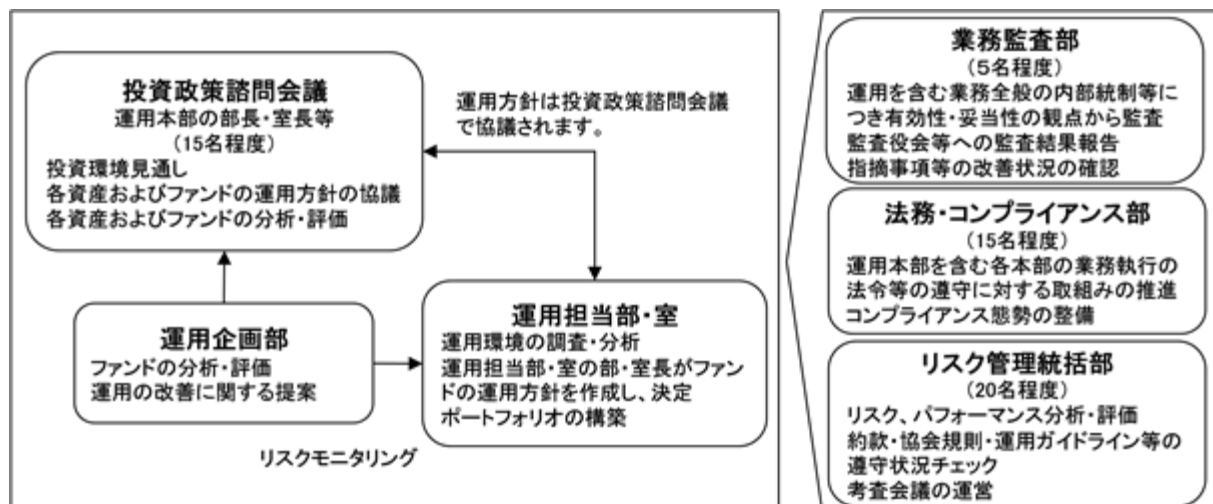 投資政策諮問会議
運用本部の部長・室長等
(15名程度)
投資環境見通し
各資産およびファンドの運用方針の協議
各資産およびファンドの分析・評価
運用方針は投資政策諮問会議
で協議されます。
運用企画部
ファンドの分析・評価
運用の改善に関する提案
運用担当部・室
運用環境の調査・分析
運用担当部・室の部・室長がファン
ドの運用方針を作成し、決定
ポートフォリオの構築
リスクモニタリング
業務監査部
(5名程度)
運用を含む業務全般の内部統制等に
つき有効性・妥当性の観点から監査
監査役会等への監査結果報告
指摘事項等の改善状況の確認
法務・コンプライアンス部
(15名程度)
運用本部を含む各本部の業務執行の
法令等の遵守に対する取組みの推進
コンプライアンス態勢の整備
リスク管理統括部
(20名程度)
リスク、パフォーマンス分析・評価
約款・協会規則・運用ガイドライン等の
遵守状況チェック
考査会議の運営